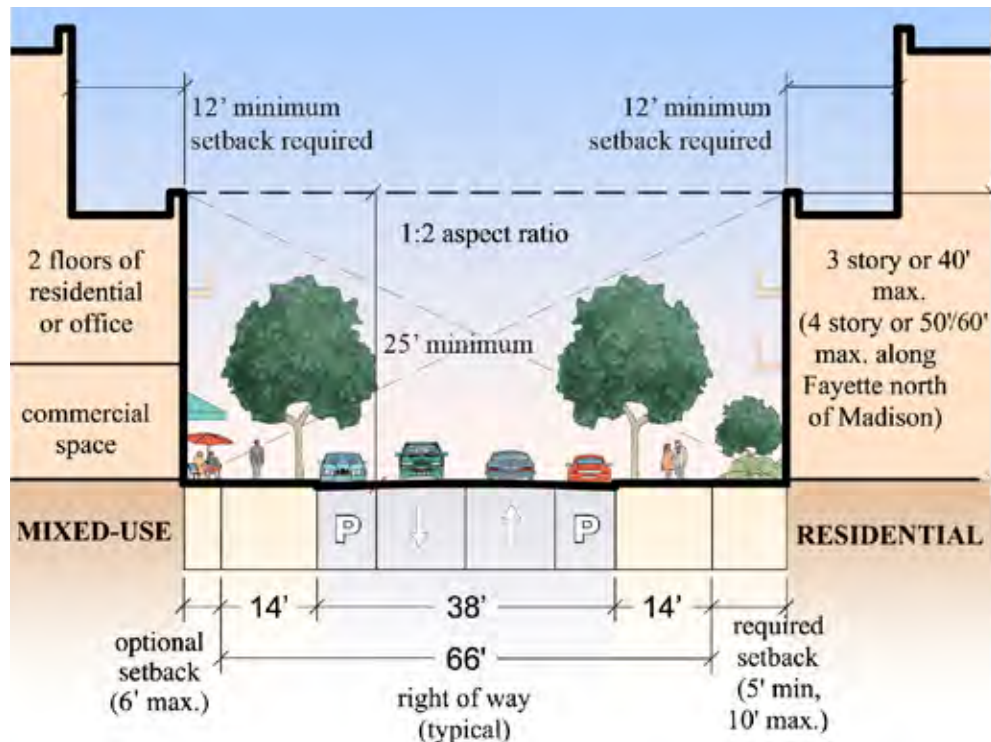 12' minimum
setback required
12' minimum
setback required
1:2 aspect ratio
2 floors of
residential
or office
3 story or 40'
max.
(4 story or 50'/60'
max. along
Fayette north
of Madison)
25' minimum
commercial
space
MIXED-USE
P
P
RESIDENTIAL
14'
38'
14'
optional
setback
(6' max.)
66'
right of way
(typical)
required
setback
(5' min,
10' max.)